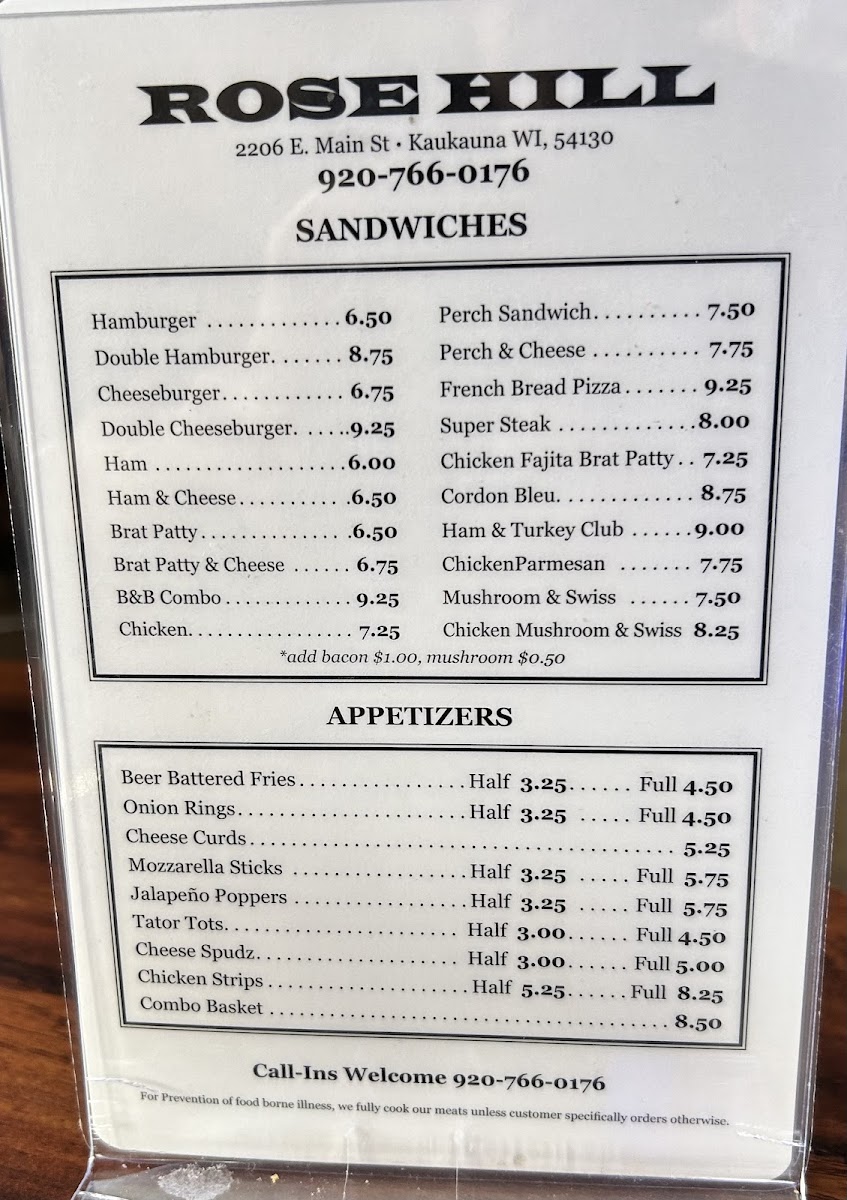 ROSE HILL
2206 E. Main St • Kaukauna WI, 54130
920-766-0176
SANDWICHES
Hamburger ............. 6.50
Double Hamburger....... 8.75
Cheeseburger............ 6.75
Double Cheeseburger. .....9.25
Ham ...................6.00
Ham & Cheese...........6.50
Brat Patty...............6.50
Brat Patty & Cheese ...... 6.75
B&B Combo............ 9.25
Chicken................ 7.25
Perch Sandwich.......... 7.50
Perch & Cheese .......... 7.75
French Bread Pizza....... 9.25
Super Steak .............8.00
Chicken Fajita Brat Patty.. 7.25
Cordon Bleu............. 8.75
Ham & Turkey Club ......9.00
ChickenParmesan ....... 7.75
Mushroom & Swiss ...... 7.50
Chicken Mushroom & Swiss 8.25
*add bacon $1.00, mushroom $0.50
APPETIZERS
Beer Battered Fries................Half 3.25...... Full 4.50
Onion Rings......................Half 3.25 ..... Full 4.50
Cheese Curds........................................ 5.25
Mozzarella Sticks .................Half 3.25 ..... Full 5.75
Jalapeño Poppers .................Half 3.25 ..... Full 5.75
Tator Tots....................... Half 3.00...... Full 4.50
Cheese Spudz.................... Half 3.00...... Full 5.00
Chicken Strips ...................Half 5.25......Full 8.25
Combo Basket ...................................... 8.50
Call-Ins Welcome 920-766-0176
For Prevention of food borne illness, we fully cook our meats unless customer specifically orders otherwise.